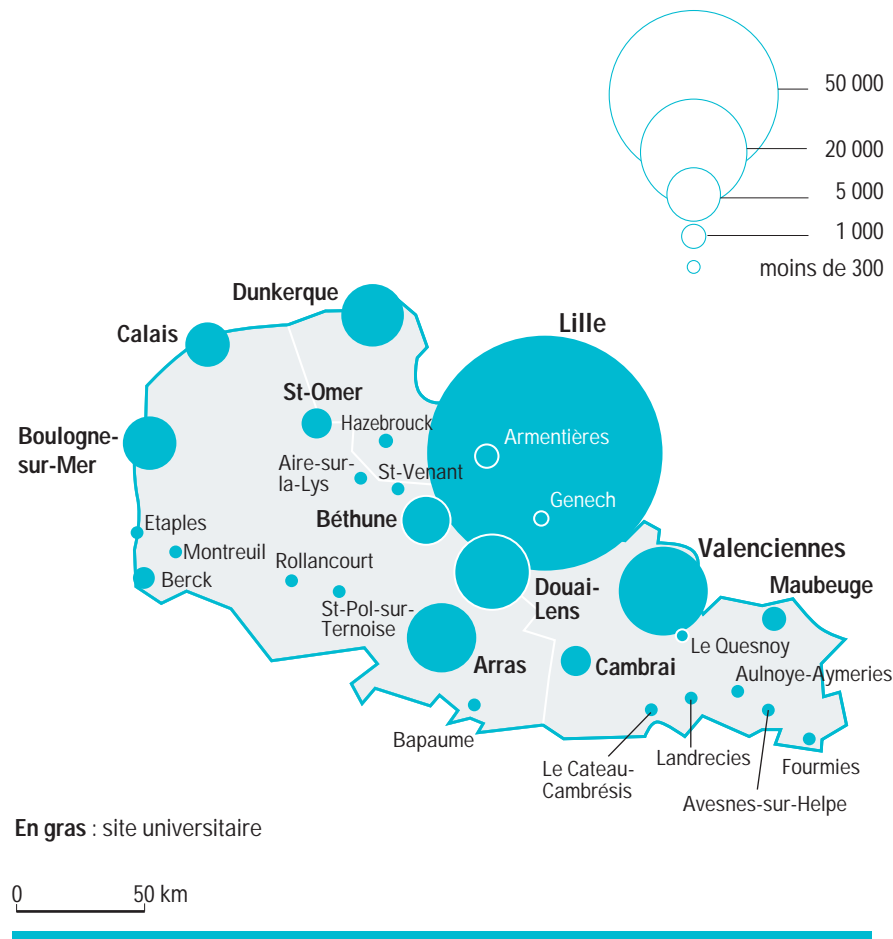 50 000
20 000
5 000
1 000
moins de 300
Dunkerque
Lille
Calais
St-Omer
Hazebrouck
Armentières
Boulogne-
sur-Mer
Aire-sur-
la-Lys
St-Venant
Genech
Béthune
Etaples
Valenciennes
Montreuil
Rollancourt
Berck
Douai-
Lens
Maubeuge
St-Pol-sur-
Ternoise
Le Quesnoy
Arras
Cambrai
Aulnoye-Aymeries
Bapaume
Landrecies
Le Cateau-
Cambrésis
Fournies
Avesnes-sur-Helpe
En gras : site universitaire
0 50 km